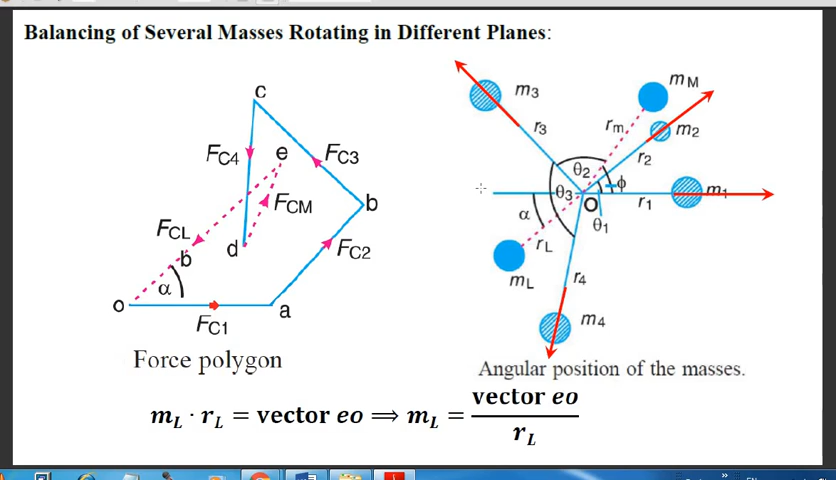 Balancing of Several Masses Rotating in Different Planes:
c
FC4
e
FC3
FCM
b
FCL
b
d
FC2
α
o
a
FC1
Force polygon
m3
mM
r3
rm
m2
r2
θ2
θ3
ϕ
O
r1
m1
α
θ1
rL
mL
r4
m4
Angular position of the masses.
mL · rL = vector eo ⟹ mL = vector eo / rL